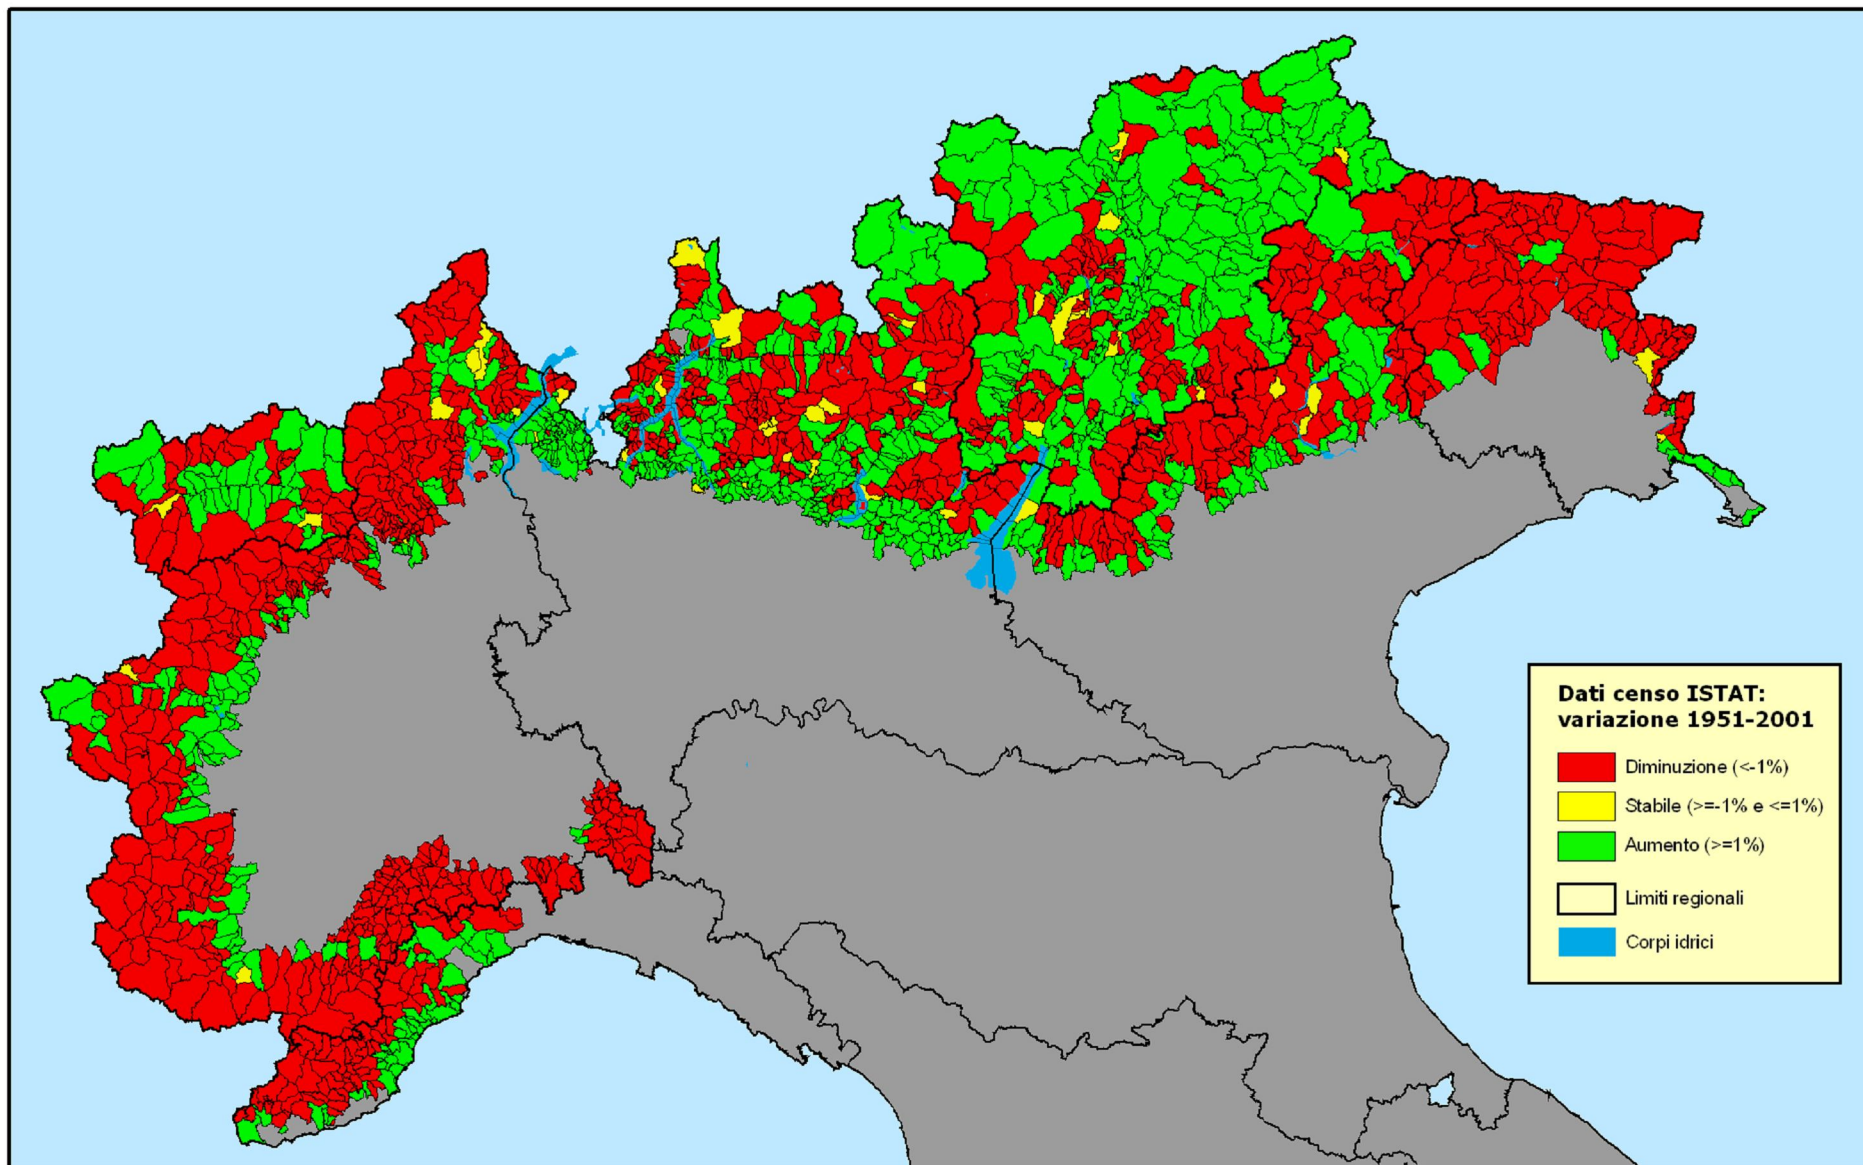 Dati censo ISTAT:
variazione 1951-2001
Diminuzione (<-1%)
Stabile (>=-1% e <=1%)
Aumento (>=1%)
Limiti regionali
Corpi idrici